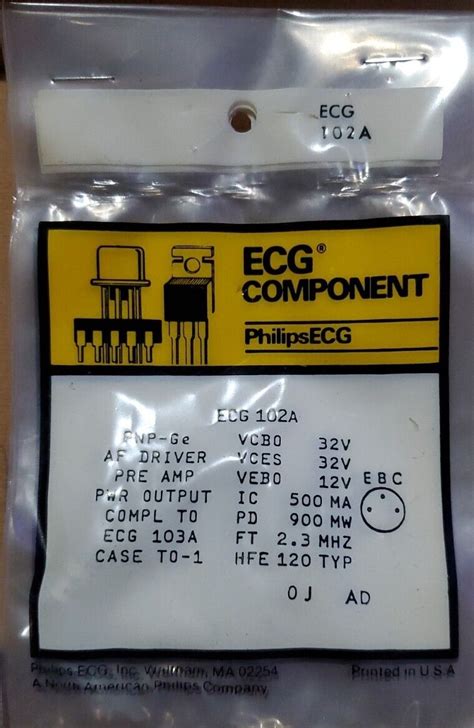 ECG
102A
ECG®
COMPONENT
PhilipsECG
ECG 102A
PNP-Ge VCBO 32V
AF DRIVER VCES 32V
PRE AMP VEBO 12V
PWR OUTPUT IC 500 MA
COMPL TO PD 900 MW
ECG 103A FT 2.3 MHZ
CASE TO-1 HFE 120 TYP
E B C
OJ AD
Philips ECG, Inc. Waltham, MA 02254
A North American Philips Company
Printed in U S A